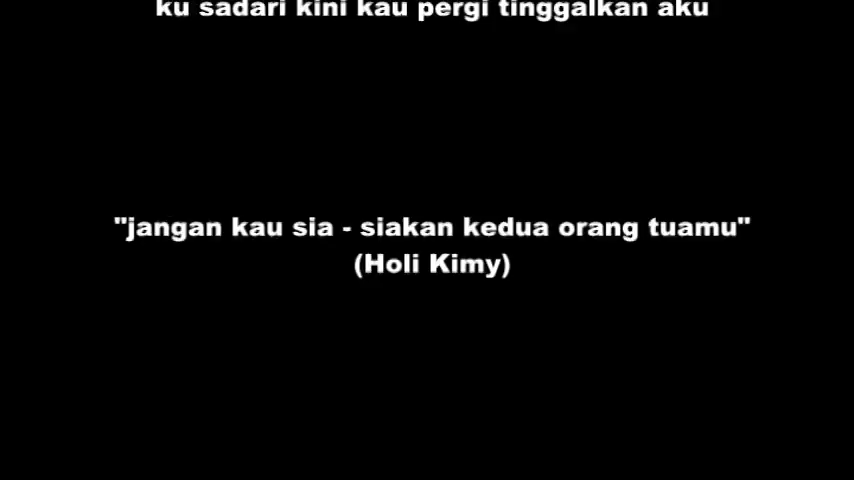 ku sadari kini kau pergi tinggalkan aku
"jangan kau sia - siakan kedua orang tuamu"
(Holi Kimy)